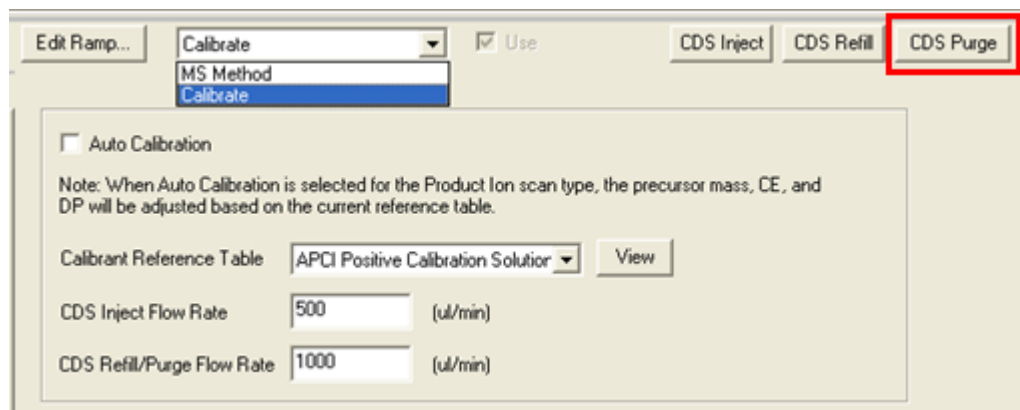 Edit Ramp... Calibrate Use CDS Inject CDS Refill CDS Purge
MS Method
Calibrate
Auto Calibration
Note: When Auto Calibration is selected for the Product Ion scan type, the precursor mass, CE, and
DP will be adjusted based on the current reference table.
Calibrant Reference Table APCI Positive Calibration Solution View
CDS Inject Flow Rate 500 (ul/min)
CDS Refill/Purge Flow Rate 1000 (ul/min)